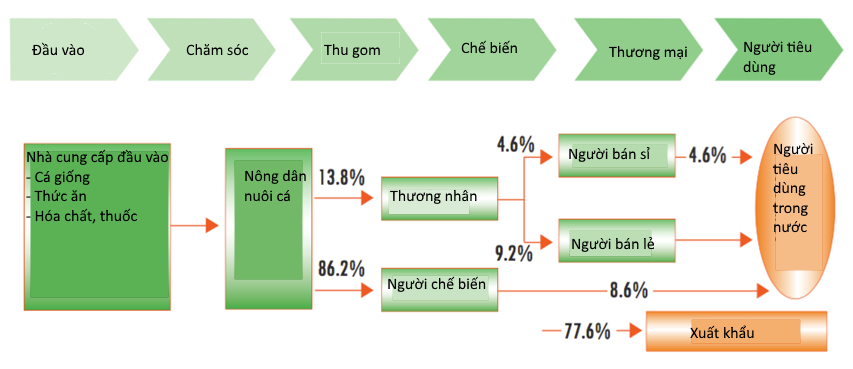 Đầu vào
Chăm sóc
Thu gom
Chế biến
Thương mại
Người tiêu
dùng
Nhà cung cấp đầu vào
- Cá giống
- Thức ăn
- Hóa chất, thuốc
Nông dân
nuôi cá
13.8%
86.2%
Thương nhân
Người chế biến
4.6%
9.2%
Người bán sỉ
Người bán lẻ
4.6%
8.6%
77.6%
Người
tiêu
dùng
trong
nước
Xuất khẩu